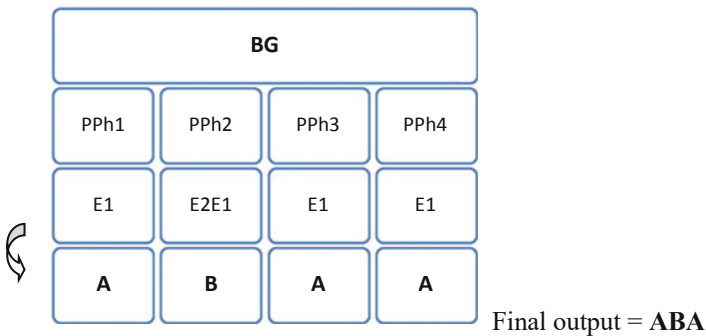 BG
PPh1 PPh2 PPh3 PPh4
E1 E2E1 E1 E1
A B A A
Final output = ABA